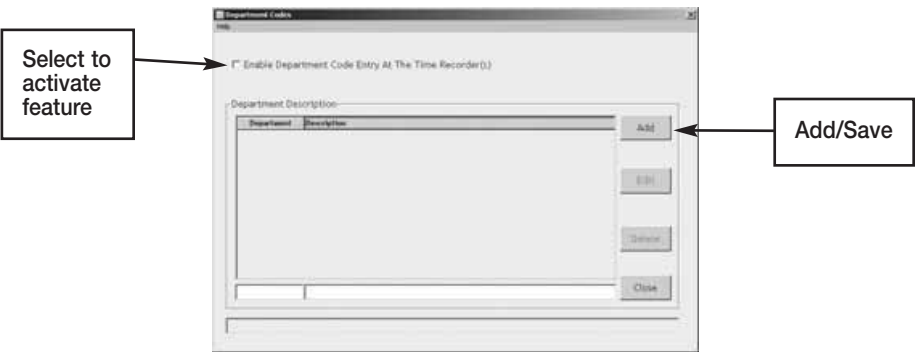 Department Codes
Help
Select to
activate
feature
Enable Department Code Entry At The Time Recorder(s)
Department Description
Department Description
Add
Add/Save
Edit
Delete
Close